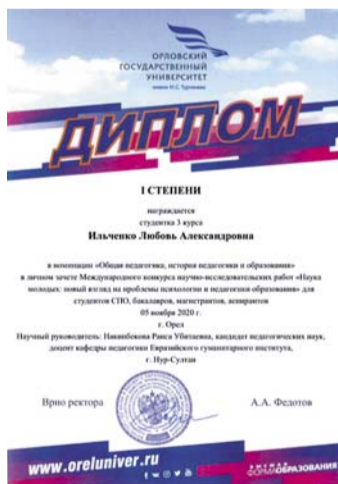 ОРЛОВСКИЙ
ГОСУДАРСТВЕННЫЙ
УНИВЕРСИТЕТ
имени И.С. Тургенева
ДИПЛОМ
I СТЕПЕНИ
награждается
студентка 3 курса
Ильченко Любовь Александровна
в номинации «Общая педагогика, история педагогики и образования»
в личном зачете Международного конкурса научно-исследовательских работ «Наука
молодых: новый взгляд на проблемы психологии и педагогики образования» для
студентов СПО, бакалавров, магистрантов, аспирантов
05 ноября 2020 г.
г. Орел
Научный руководитель: Раиса кандидат педагогических наук,
доцент кафедры педагогики Евразийского гуманитарного института,
г. Нур-Султан
Врио ректора А.А. Федотов
www.oreluniver.ru
ОБРАЗОВАНИЯ